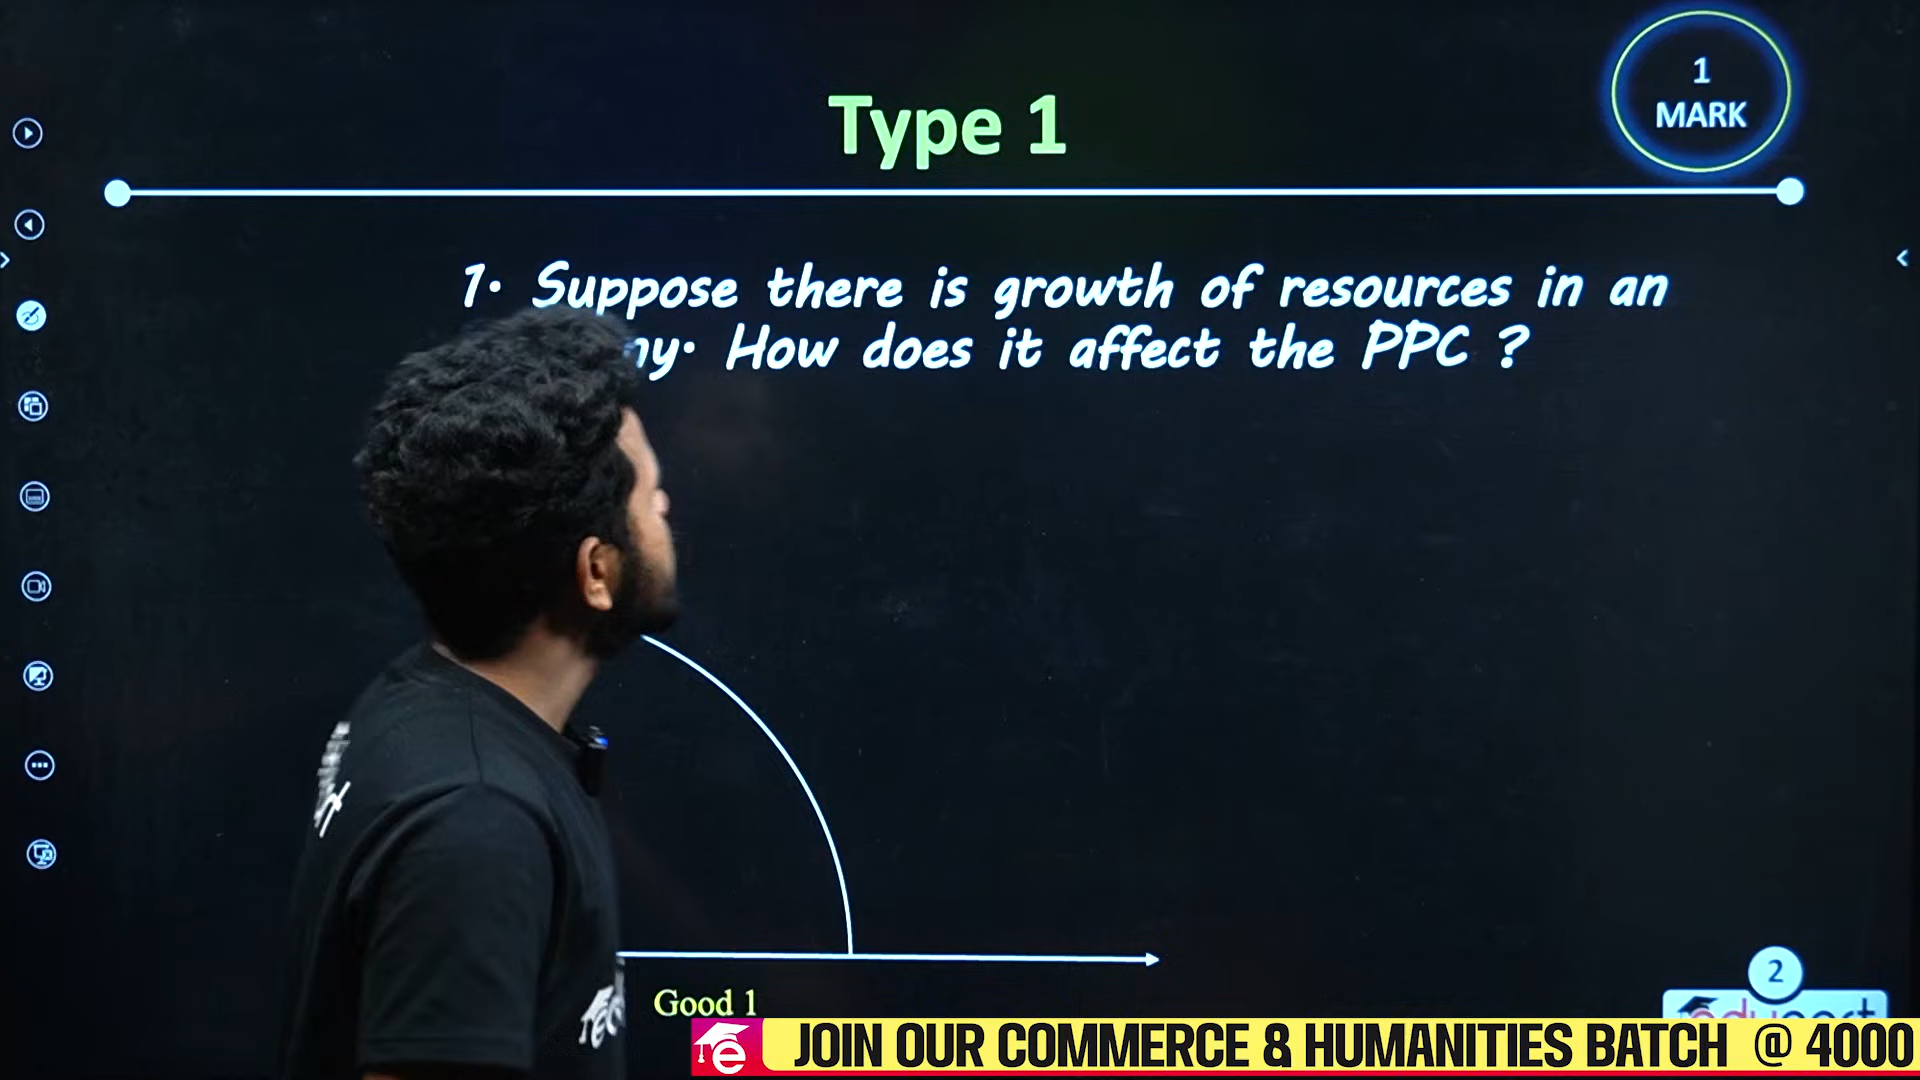 1
MARK
Type 1
1. Suppose there is growth of resources in an
How does it affect the PPC ?
Good 1
2
JOIN OUR COMMERCE & HUMANITIES BATCH @ 4000